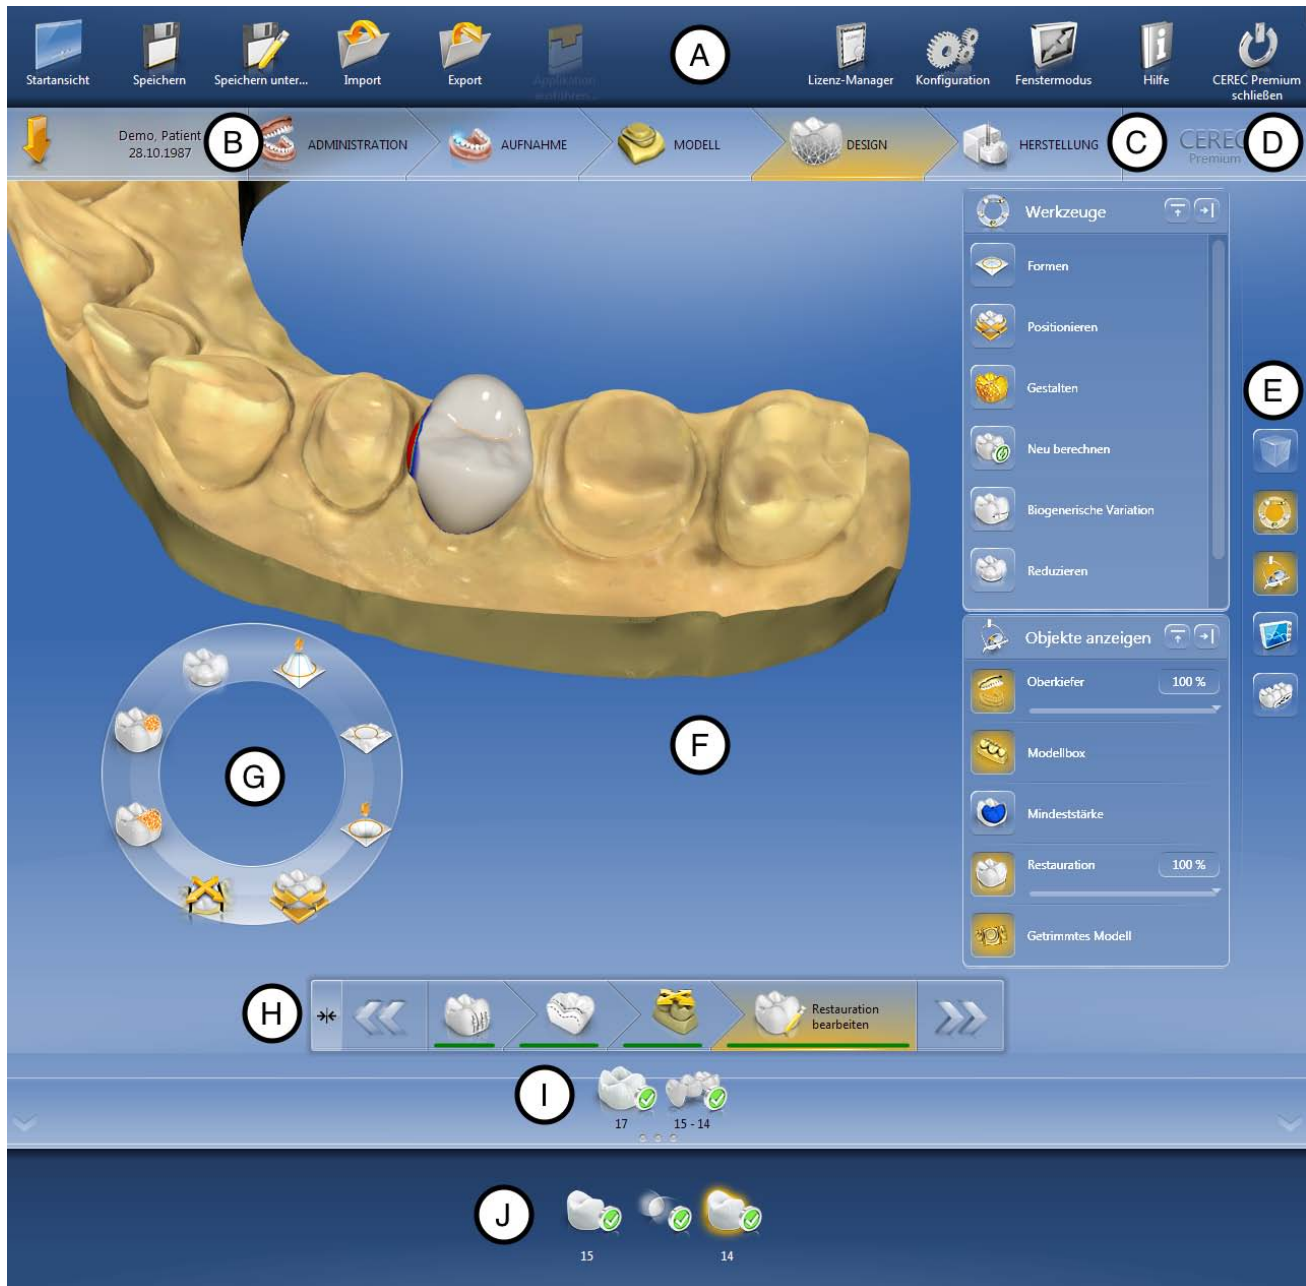 Startansicht
Speichern
Speichern unter...
Import
Export
Applikation
ausführen...
A
Lizenz-Manager
Konfiguration
Fenstermodus
Hilfe
CEREC Premium
schließen
Demo, Patient
28.10.1987
B
ADMINISTRATION
AUFNAHME
MODELL
DESIGN
HERSTELLUNG
C
CEREC
Premium
D
Werkzeuge
Formen
Positionieren
Gestalten
Neu berechnen
Biogenerische Variation
Reduzieren
E
Objekte anzeigen
Oberkiefer
100 %
Modellbox
Mindeststärke
Restauration
100 %
Getrimmtes Modell
F
G
H
Restauration
bearbeiten
I
17
15 - 14
J
15
14